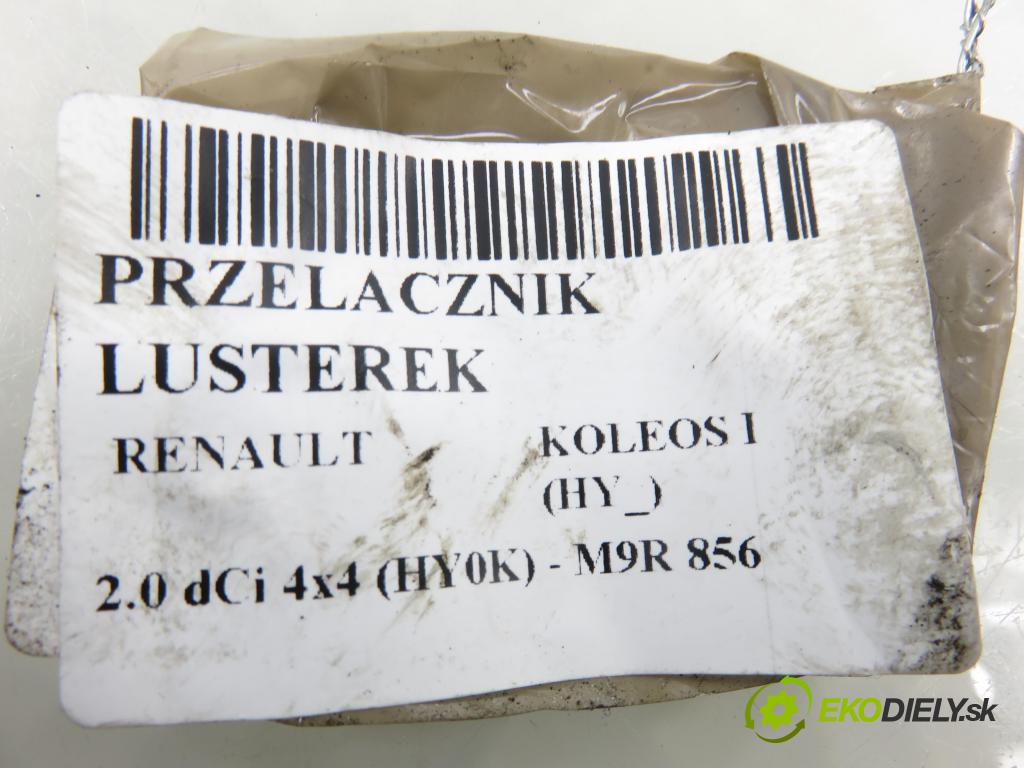 PRZELACZNIK
LUSTEREK
RENAULT KOLEOS I
(HY_)
2.0 dCi 4x4 (HY0K) - M9R 856
EKODIELY.sk